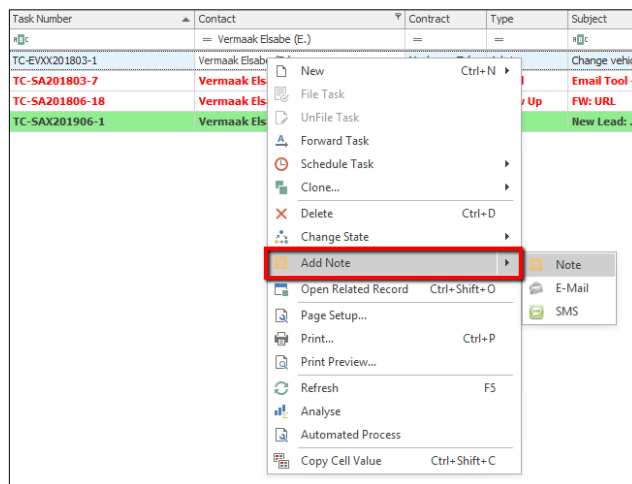 Task Number Contact Contract Type Subject
= Vermaak Elsabe (E.) = =
TC-EVXX201803-1 Vermaak Change vehic
TC-SA201803-7 Vermaak Els Email Tool -
TC-SA201806-18 Vermaak Els Up FW: URL
TC-SAX201906-1 Vermaak Els New Lead: .
New Ctrl+N
File Task
UnFile Task
Forward Task
Schedule Task
Clone...
Delete Ctrl+D
Change State
Add Note
Note
Open Related Record Ctrl+Shift+O
E-Mail
SMS
Page Setup...
Print... Ctrl+P
Print Preview...
Refresh F5
Analyse
Automated Process
Copy Cell Value Ctrl+Shift+C